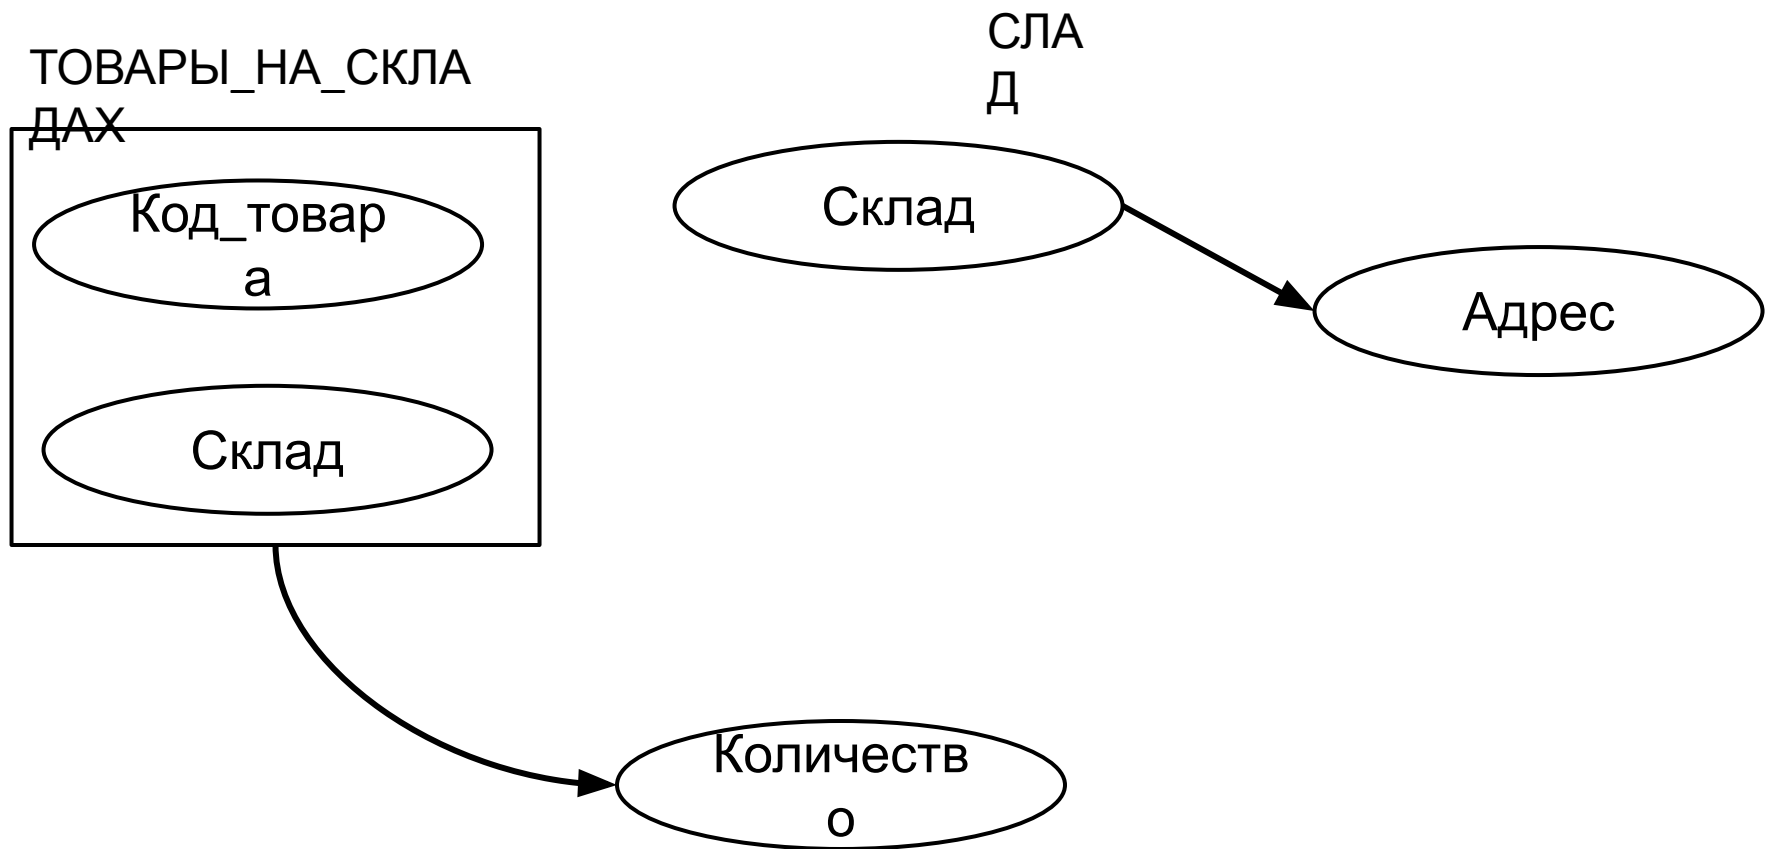 ТОВАРЫ_НА_СКЛА
ДАХ
Код_товар
а
Склад
СЛА
Д
Склад
Адрес
Количеств
о